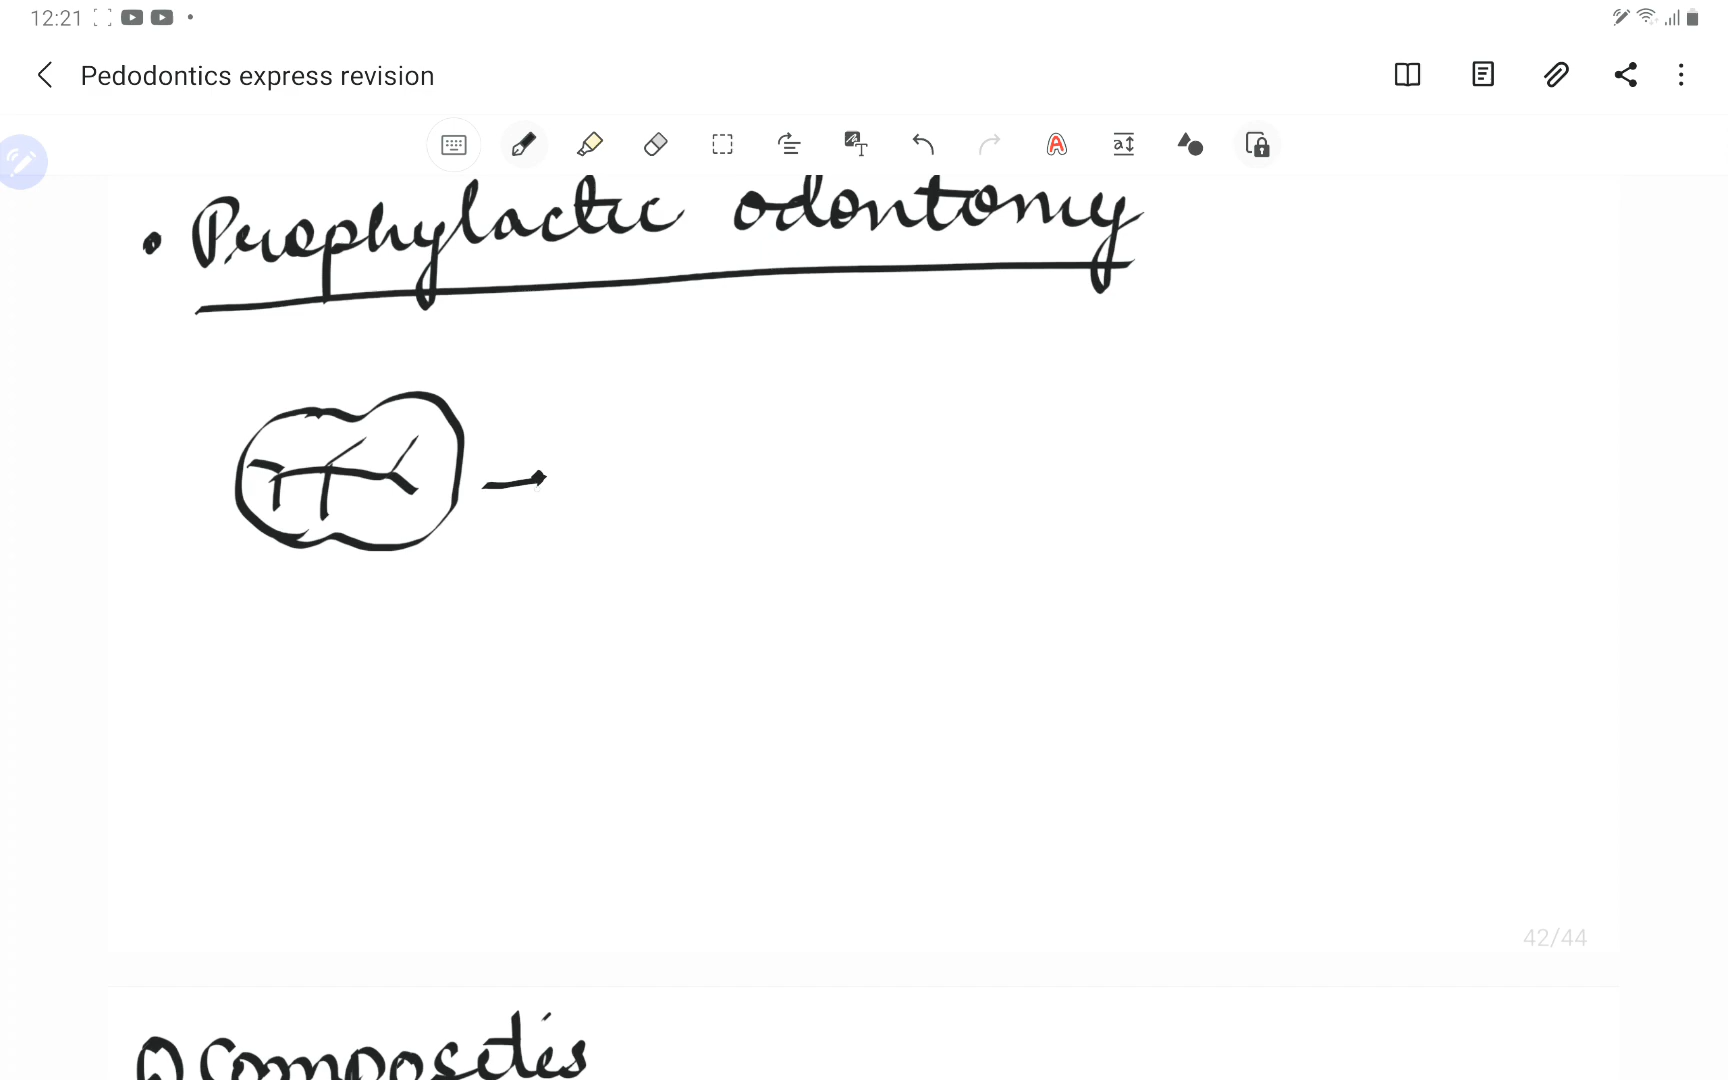 12:21
Pedodontics express revision
• Prophylactic odontomy
42/44
Q) Composites